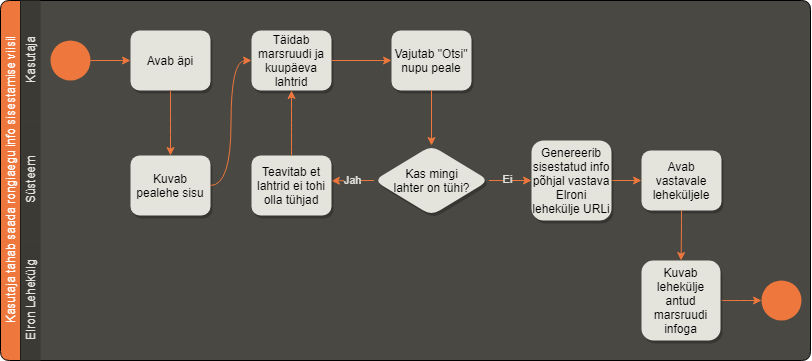 Kasutaja tahab saada rongiaegu info sisestamise viisil
Kasutaja
Avab äpi
Täidab
marsruudi ja
kuupäeva
lahtrid
Vajutab "Otsi"
nupu peale
Süsteem
Kuvab
pealehe sisu
Teavitab et
lahtrid ei tohi
olla tühjad
Jah
Kas mingi
lahter on tühi?
Ei
Genereerib
sisestatud info
põhjal vastava
Elroni
lehekülje URLi
Avab
vastavale
leheküljele
Elron Lehekülg
Kuvab
lehekülje
antud
marsruudi
infoga